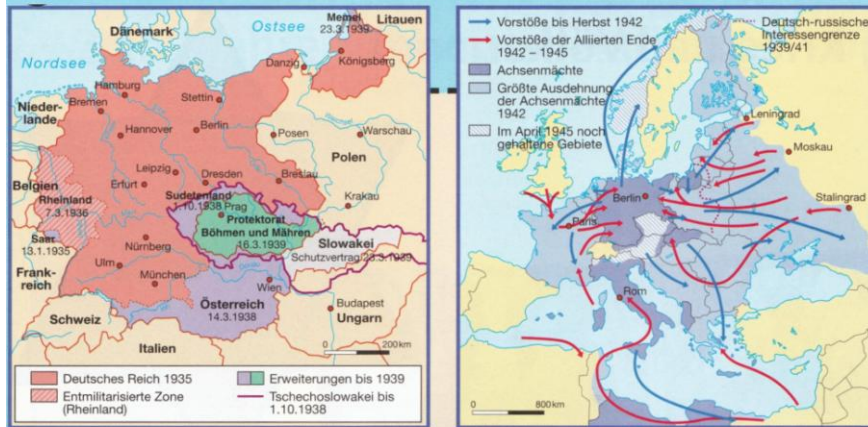 Dänemark
Ostsee
Memel
23.3.1939
Litauen
Nordsee
Königsberg
Danzig
Hamburg
Stettin
Bremen
Nieder-
lande
Hannover
Berlin
Posen
Warschau
Polen
Leipzig
Dresden
Breslau
Belgien
Erfurt
Sudetenland
1.10.1938
Krakau
Rheinland
7.3.1936
Prag
Protektorat
Böhmen und Mähren
16.3.1939
Saar
13.1.1935
Nürnberg
Slowakei
Schutzvertrag/23.3.1939
Frank-
reich
Ulm
München
Wien
Österreich
14.3.1938
Budapest
Ungarn
Schweiz
Italien
0
200km
Deutsches Reich 1935
Entmilitarisierte Zone
(Rheinland)
Erweiterungen bis 1939
Tschechoslowakei bis
1.10.1938
Vorstöße bis Herbst 1942
Vorstöße der Alliierten Ende
1942 – 1945
Achsenmächte
Größte Ausdehnung
der Achsenmächte
1942
Im April 1945 noch
gehaltene Gebiete
Deutsch-russische
Interessengrenze
1939/41
Leningrad
Moskau
Stalingrad
Berlin
Paris
Rom
0
800km